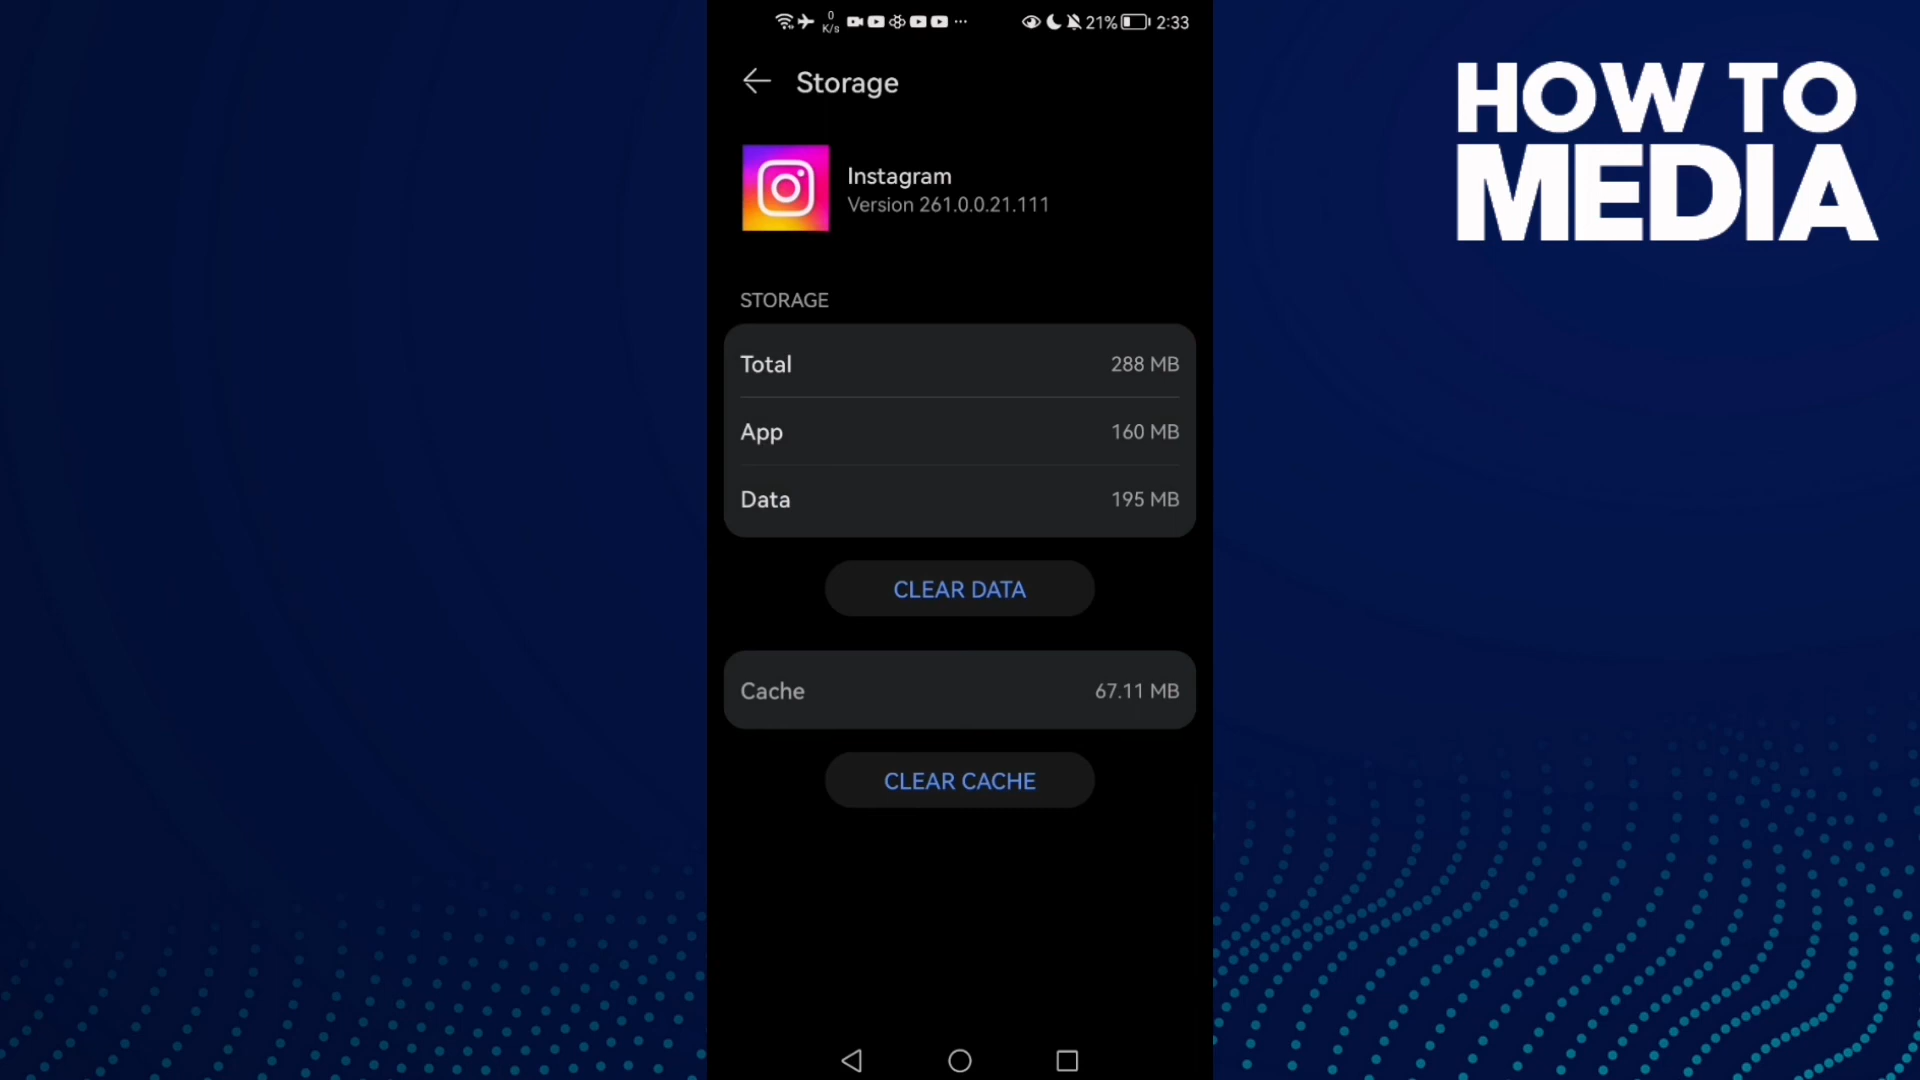 0
K/s
21%
2:33
Storage
HOW TO
MEDIA
Instagram
Version 261.0.0.21.111
STORAGE
Total 288 MB
App 160 MB
Data 195 MB
CLEAR DATA
Cache 67.11 MB
CLEAR CACHE